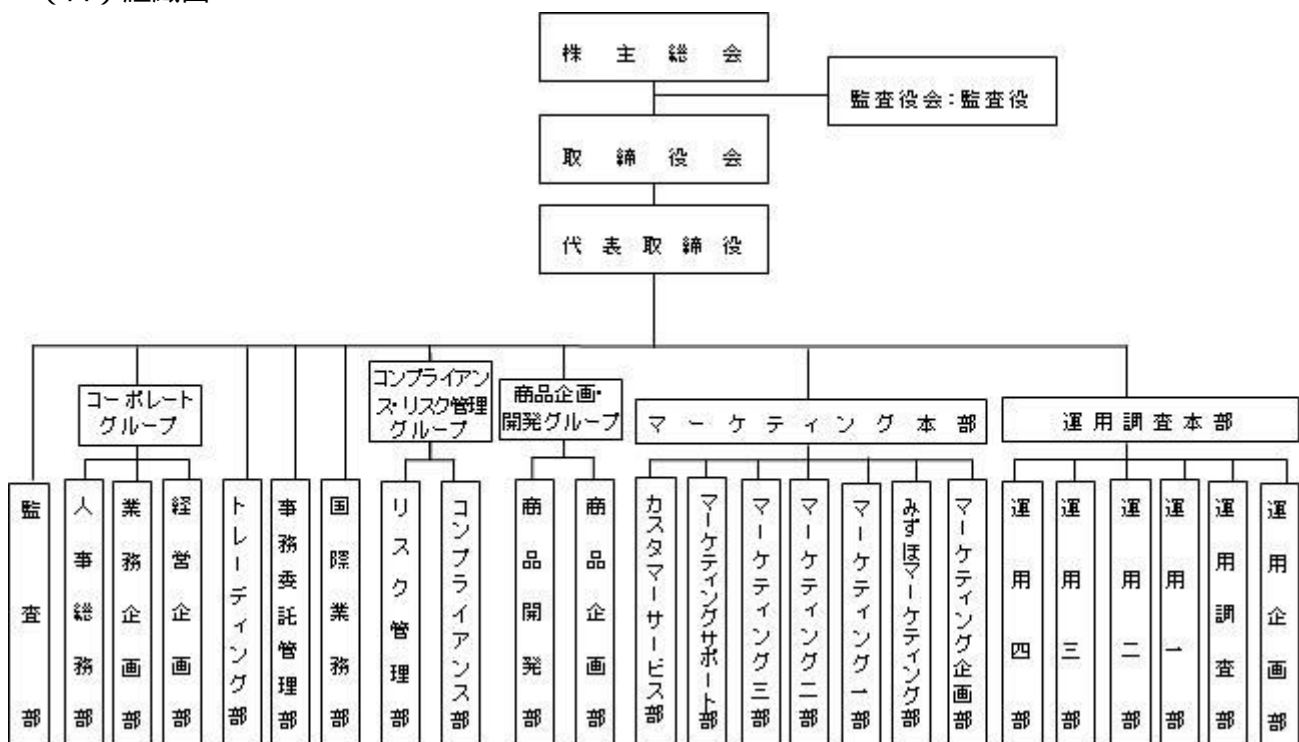 株主総会
監査役会:監査役
取締役会
代表取締役
コーポレート
グループ
コンプライアン
ス・リスク管理
グループ
商品企画・
開発グループ
マーケティング本部
運用調査本部
監査部
人事総務部
業務企画部
経営企画部
トレーディング部
事務委託管理部
国際業務部
リスク管理部
コンプライアンス部
商品開発部
商品企画部
カスタマーサービス部
マーケティングサポート部
マーケティング三部
マーケティング二部
マーケティング一部
みずほマーケティング部
マーケティング企画部
運用四部
運用三部
運用二部
運用一部
運用調査部
運用企画部